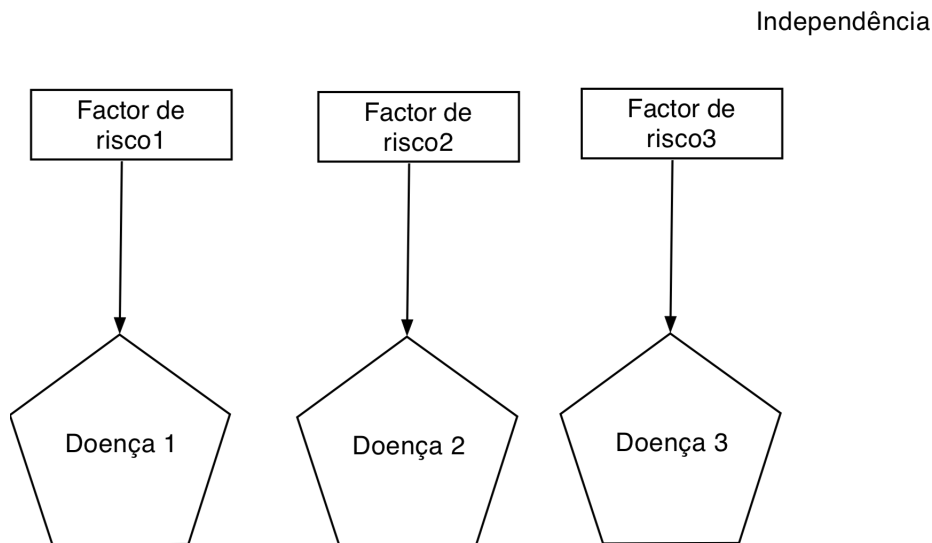 Independência
Factor de
risco1
Factor de
risco2
Factor de
risco3
Doença 1
Doença 2
Doença 3